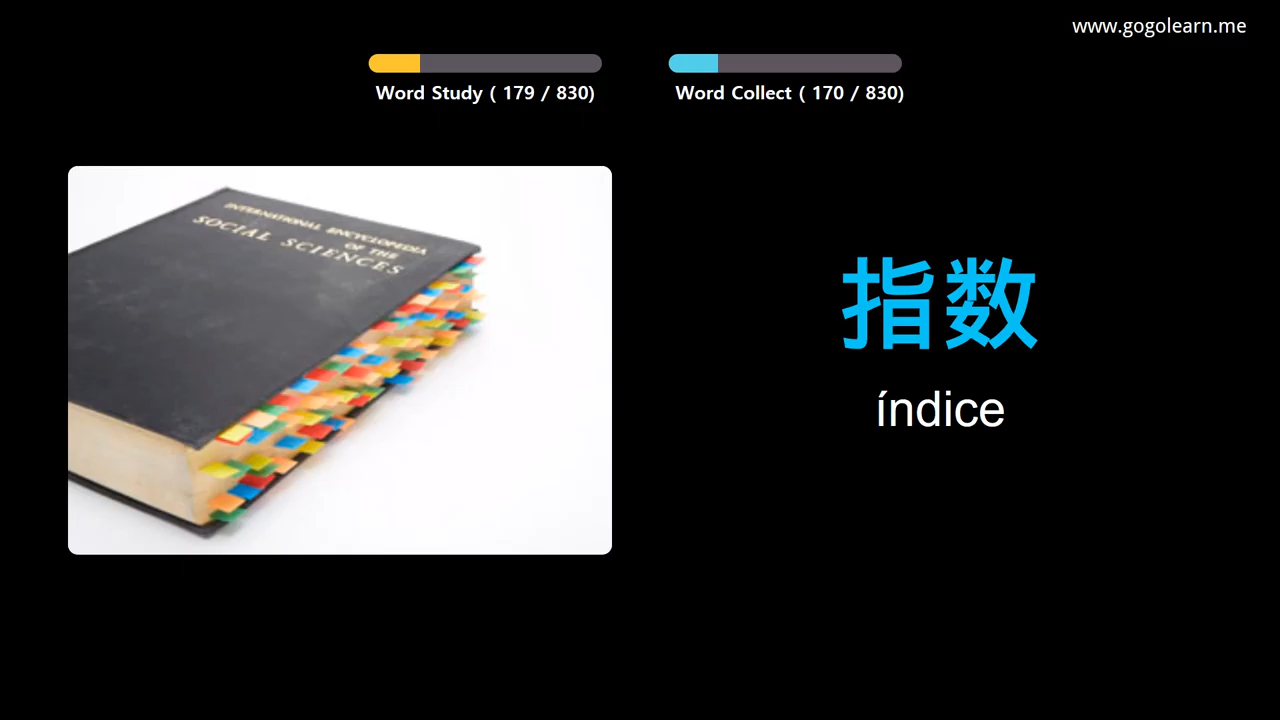 www.gogolearn.me
Word Study ( 179 / 830)
Word Collect ( 170 / 830)
INTERNATIONAL ENCYCLOPEDIA
OF THE
SOCIAL SCIENCES
指数
índice